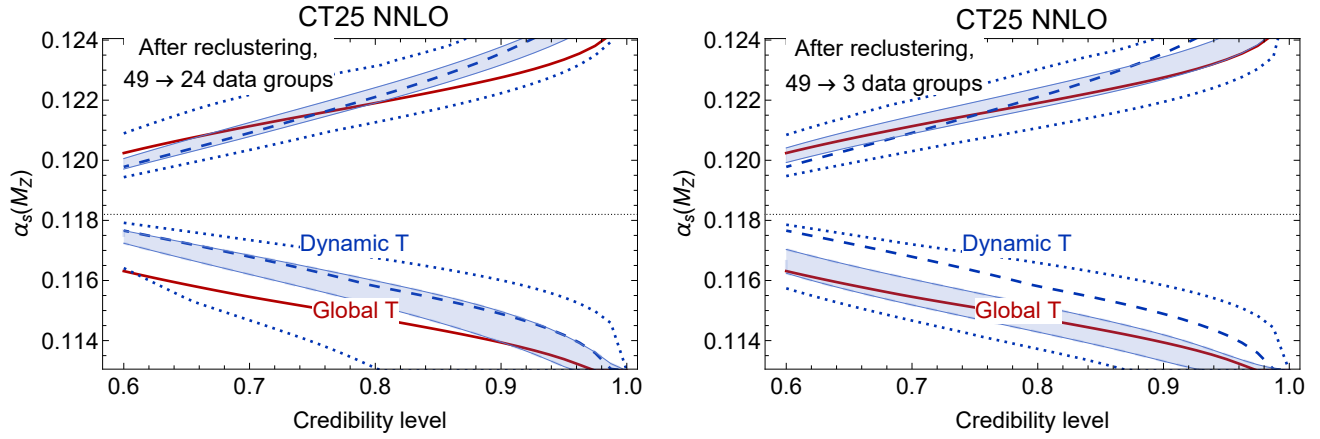 CT25 NNLO
After reclustering,
49 → 24 data groups
Dynamic T
Global T
αs(MZ)
0.124
0.122
0.120
0.118
0.116
0.114
0.6
0.7
0.8
0.9
1.0
Credibility level
CT25 NNLO
After reclustering,
49 → 3 data groups
Dynamic T
Global T
αs(MZ)
0.124
0.122
0.120
0.118
0.116
0.114
0.6
0.7
0.8
0.9
1.0
Credibility level